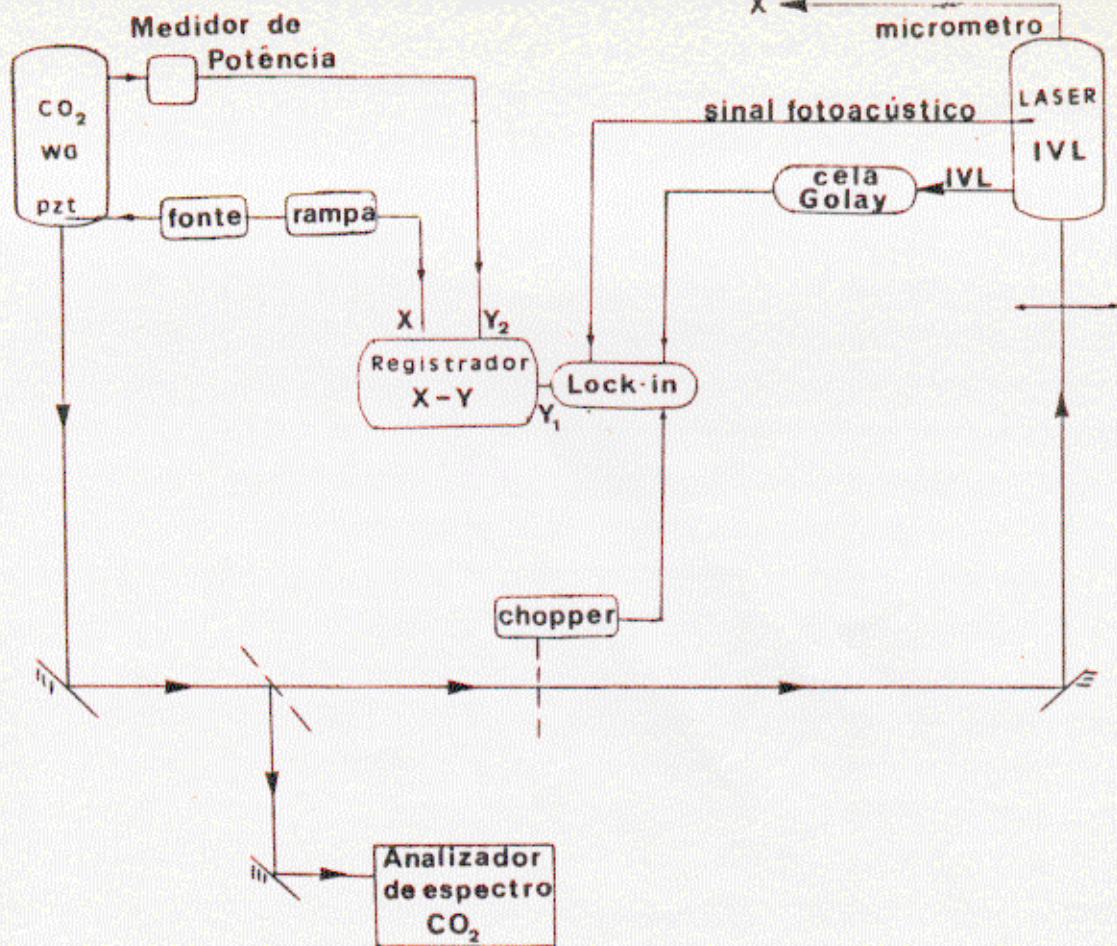 X
micrometro
Medidor de
Potência
CO₂
WG
pzt
LASER
IVL
sinal fotoacústico
cela
Golay
IVL
fonte
rampa
X
Y₂
Registrador
X-Y
Y₁
Lock-in
chopper
Analizador
de espectro
CO₂